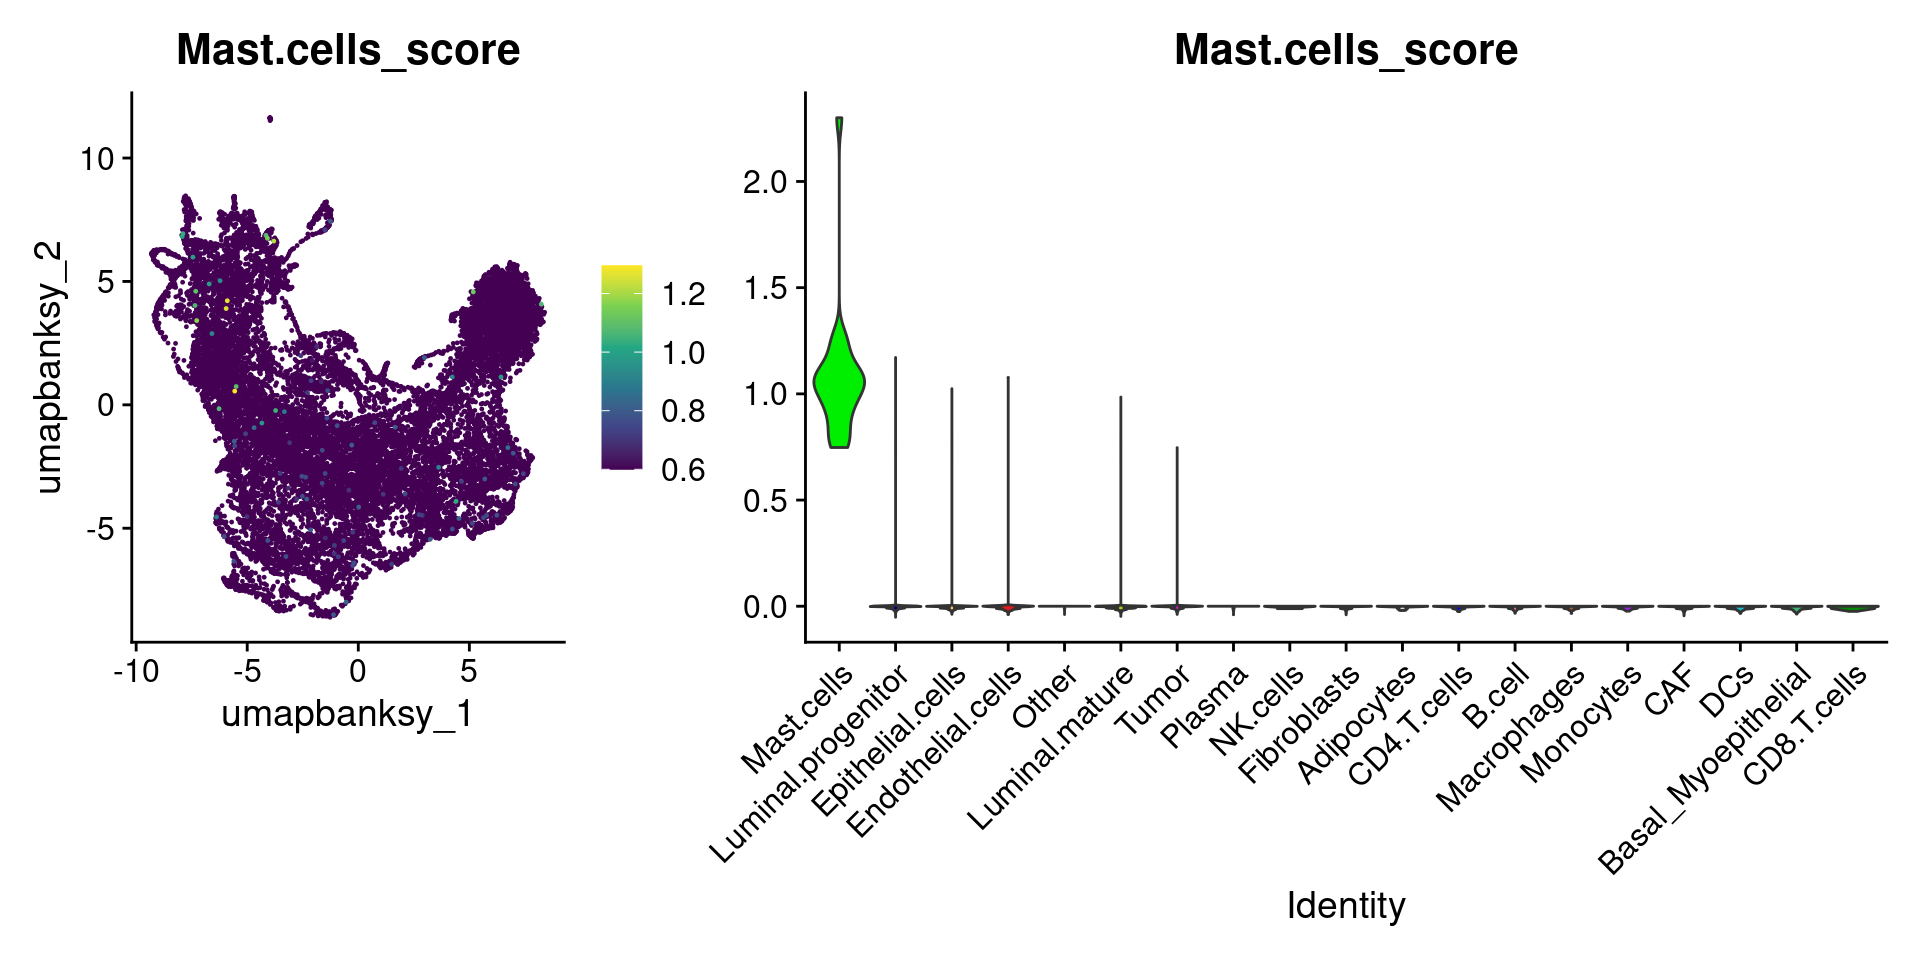 Mast.cells_score
10
5
0
-5
-10
-5
0
5
umapbanksy_1
umapbanksy_2
1.2
1.0
0.8
0.6
Mast.cells_score
2.0
1.5
1.0
0.5
0.0
Mast.cells
Luminal.progenitor
Epithelial.cells
Endothelial.cells
Other
Luminal.mature
Tumor
Plasma
NK.cells
Fibroblasts
Adipocytes
CD4.T.cells
B.cell
Macrophages
Monocytes
CAF
DCs
Basal_Myoepithelial
CD8.T.cells
Identity